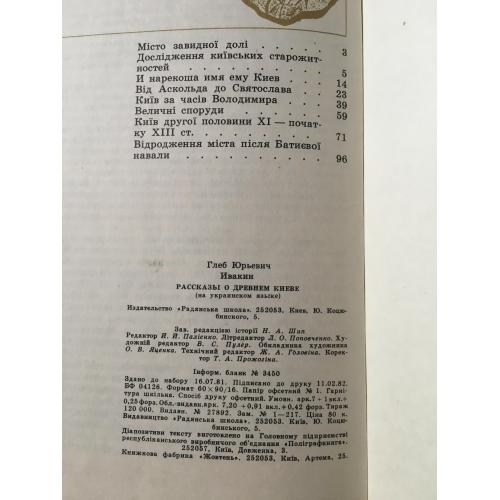 Місто завидної долі . . . . . 3
Дослідження київських старожит-
ностей . . . . . . . . 5
И нарекоша имя ему Киев . . . 14
Від Аскольда до Святослава . . 23
Київ за часів Володимира . . . 39
Величні споруди . . . . . . 59
Київ другої половини XI — почат-
ку XIII ст. . . . . . . . 71
Відродження міста після Батиєвої
навали . . . . . . . . 96
Глеб Юрьевич
Ивакин
РАССКАЗЫ О ДРЕВНЕМ КИЕВЕ
(на украинском языке)
Издательство «Радянська школа». 252053, Киев, Ю. Коцю-
бинского, 5.
Зав. редакцією історії Н. А. Шип
Редактор Й. Й. Палієнко. Літредактор Л. О. Поповченко. Худож-
ній редактор В. С. Пулєр. Обкладинка художника
О. В. Яценка. Технічний редактор Ж. А. Головіна. Корек-
тор Т. А. Прожогіна.
Інформ. бланк № 3450
Здано до набору 16.07.81. Підписано до друку 11.02.82.
БФ 04126. Формат 60×90/16. Папір офсетний № 1. Гарні-
тура шкільна. Спосіб друку офсетний. Умовн. арк. 7+1 вкл.+
+0,25 форз. Обл.-видавн. арк. 7,20 +0,91 вкл. +0,42 форз. Тираж
120 000. Видавн. № 27892. Зам. № 1—217. Ціна 80 к.
Видавництво «Радянська школа», 252053, Київ, Ю. Коцю-
бинського, 5.
Діапозитиви тексту виготовлено на Головному підприємстві
республіканського виробничого об'єднання «Поліграфкнига».
252057, Київ, Довженка, 3.
Книжкова фабрика «Жовтень». 252053, Київ, Артема, 25.